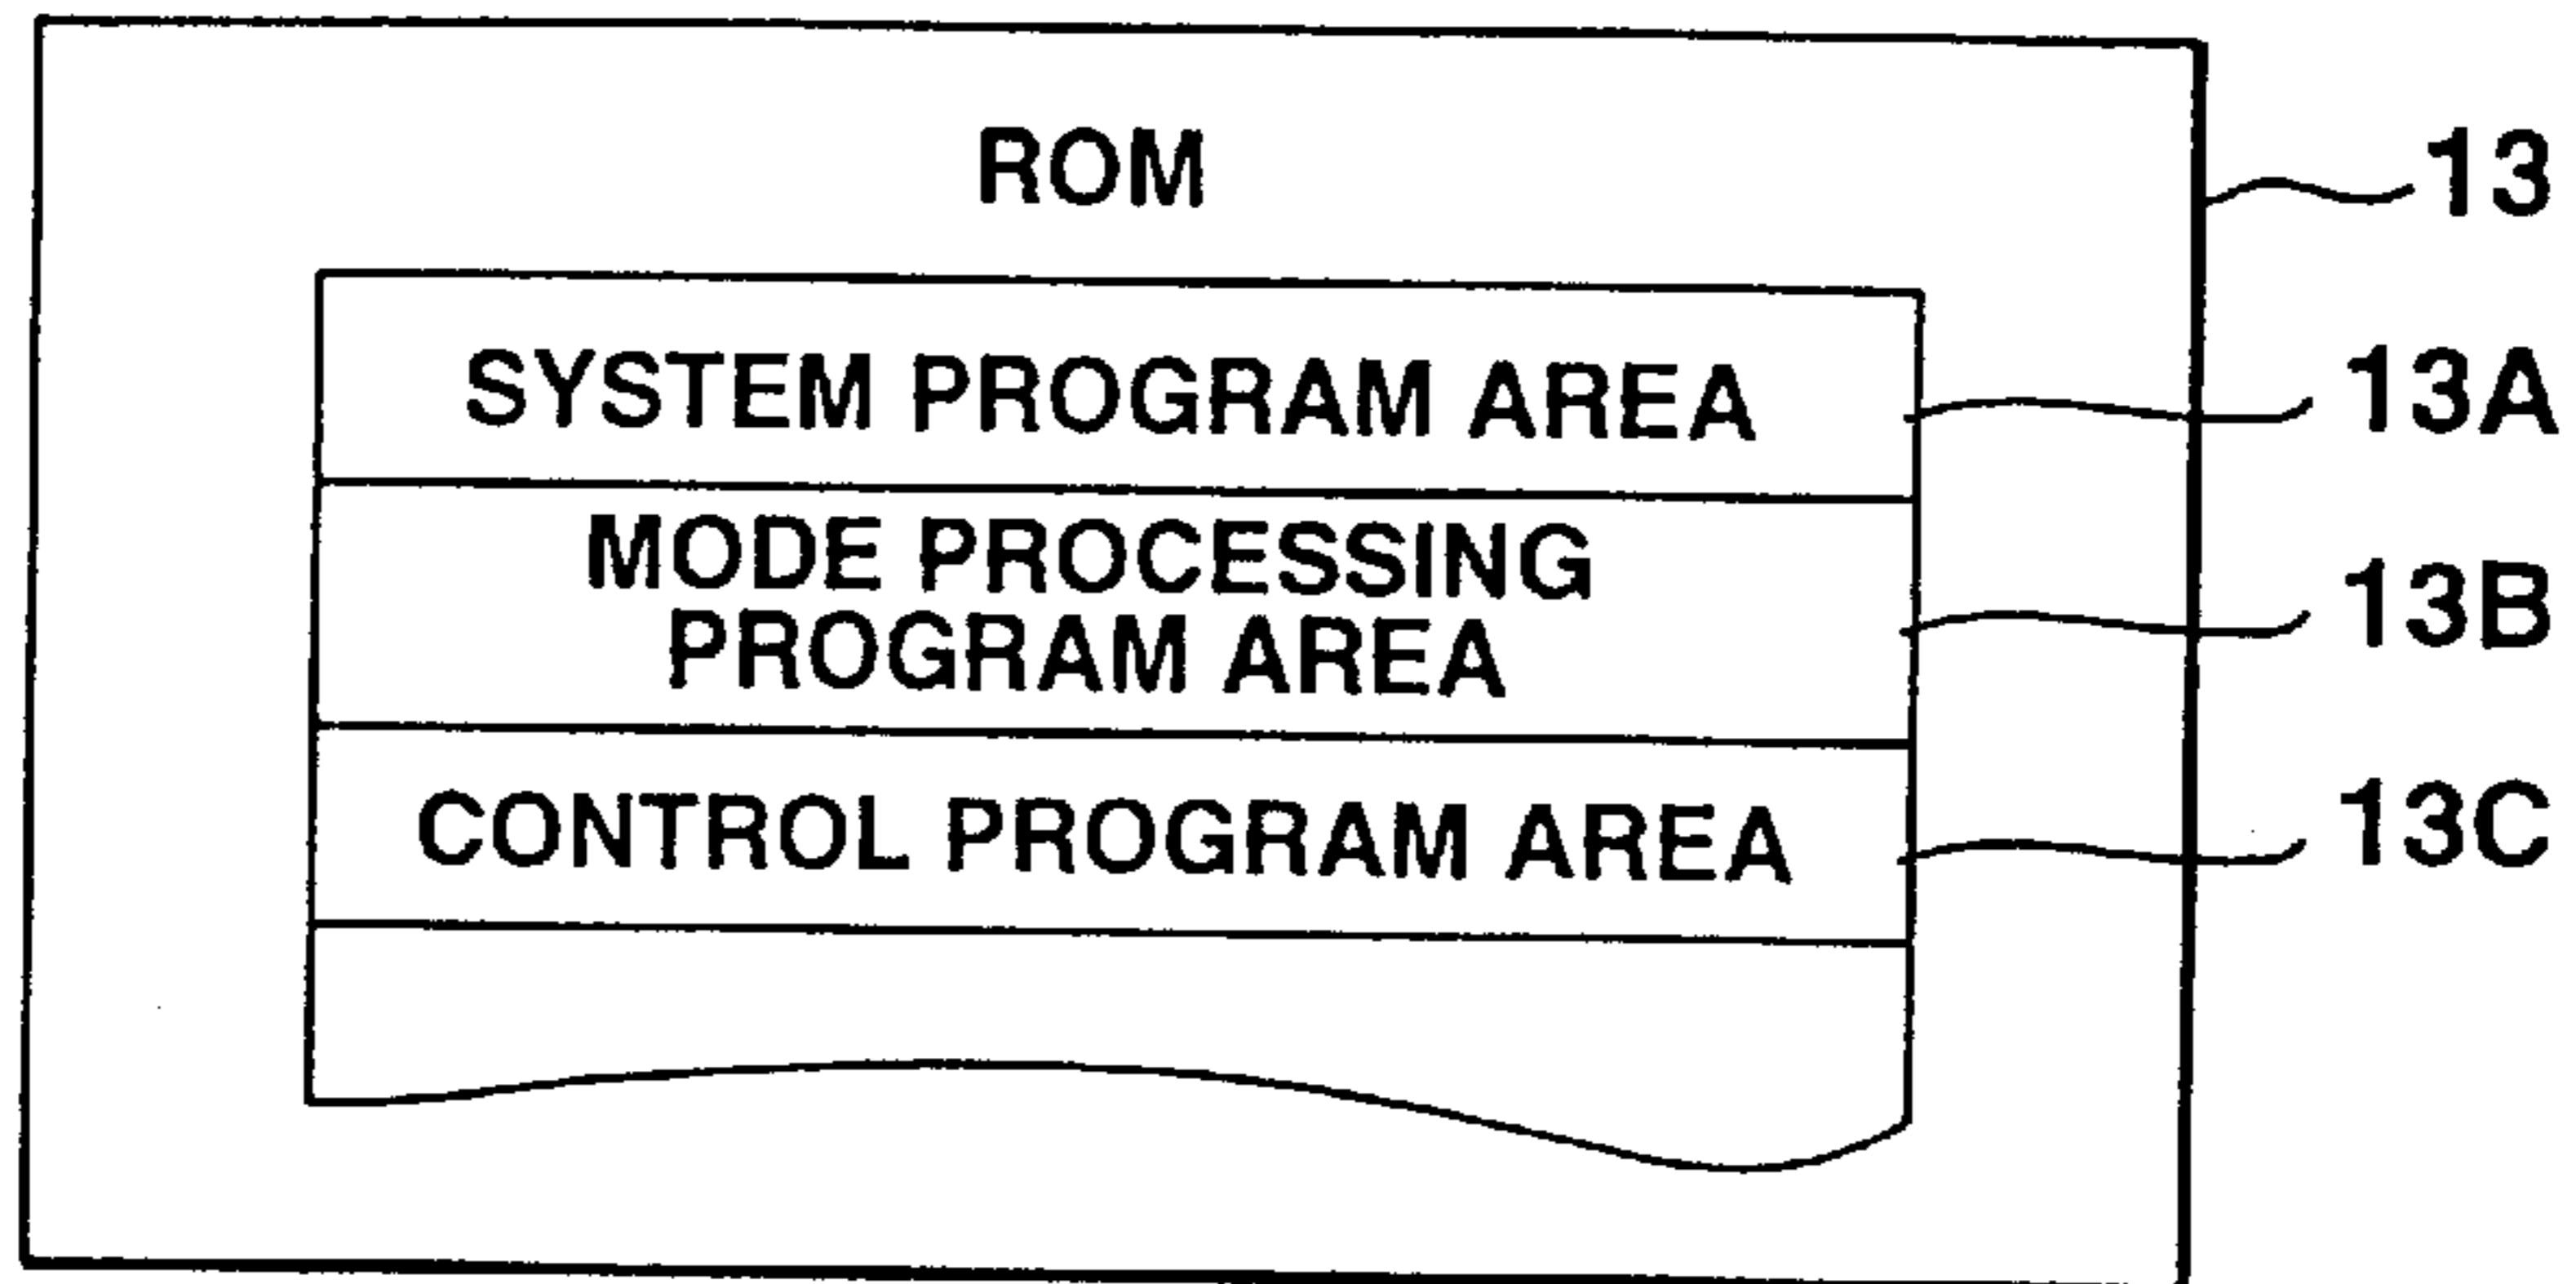 ROM
13
SYSTEM PROGRAM AREA
13A
MODE PROCESSING
PROGRAM AREA
13B
CONTROL PROGRAM AREA
13C